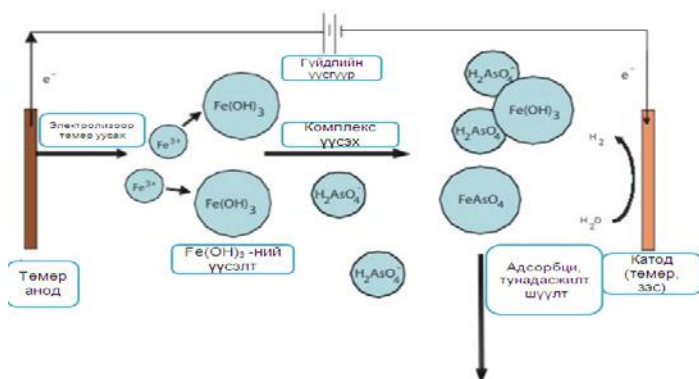 Гүйдлийн
үүсгүүр
e⁻
e⁻
Электролизоор
төмөр уусах
Fe³⁺
Fe(OH)₃
Комплекс
үүсэх
H₂AsO₄⁻
H₂AsO₄⁻
Fe(OH)₃
H₂
Fe³⁺
Fe(OH)₃
H₂AsO₄⁻
FeAsO₄
H₂O
Fe(OH)₃ -ний
үүсэлт
H₂AsO₄⁻
Төмөр
анод
Адсорбци,
тунадасжилт
шүүлт
Катод
(төмөр,
зэс)